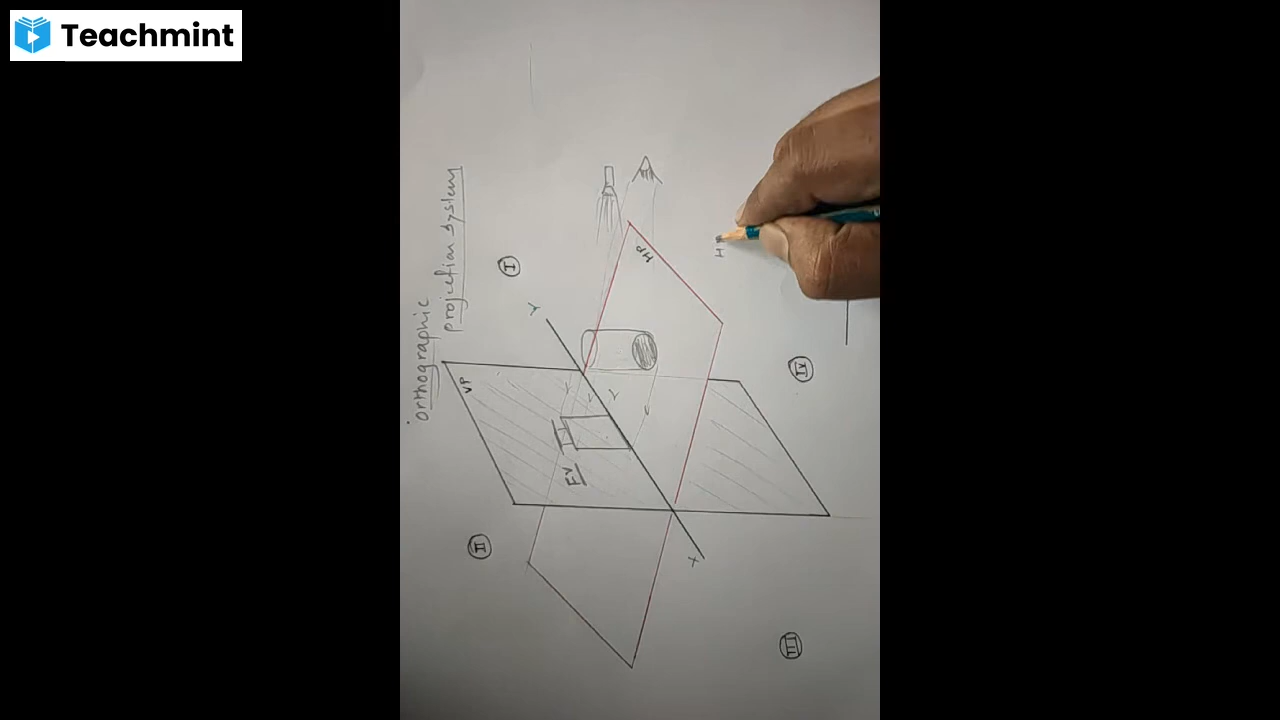 Teachmint
orthographic
projection system
I
II
III
IV
HP
VP
FV
X
Y
H